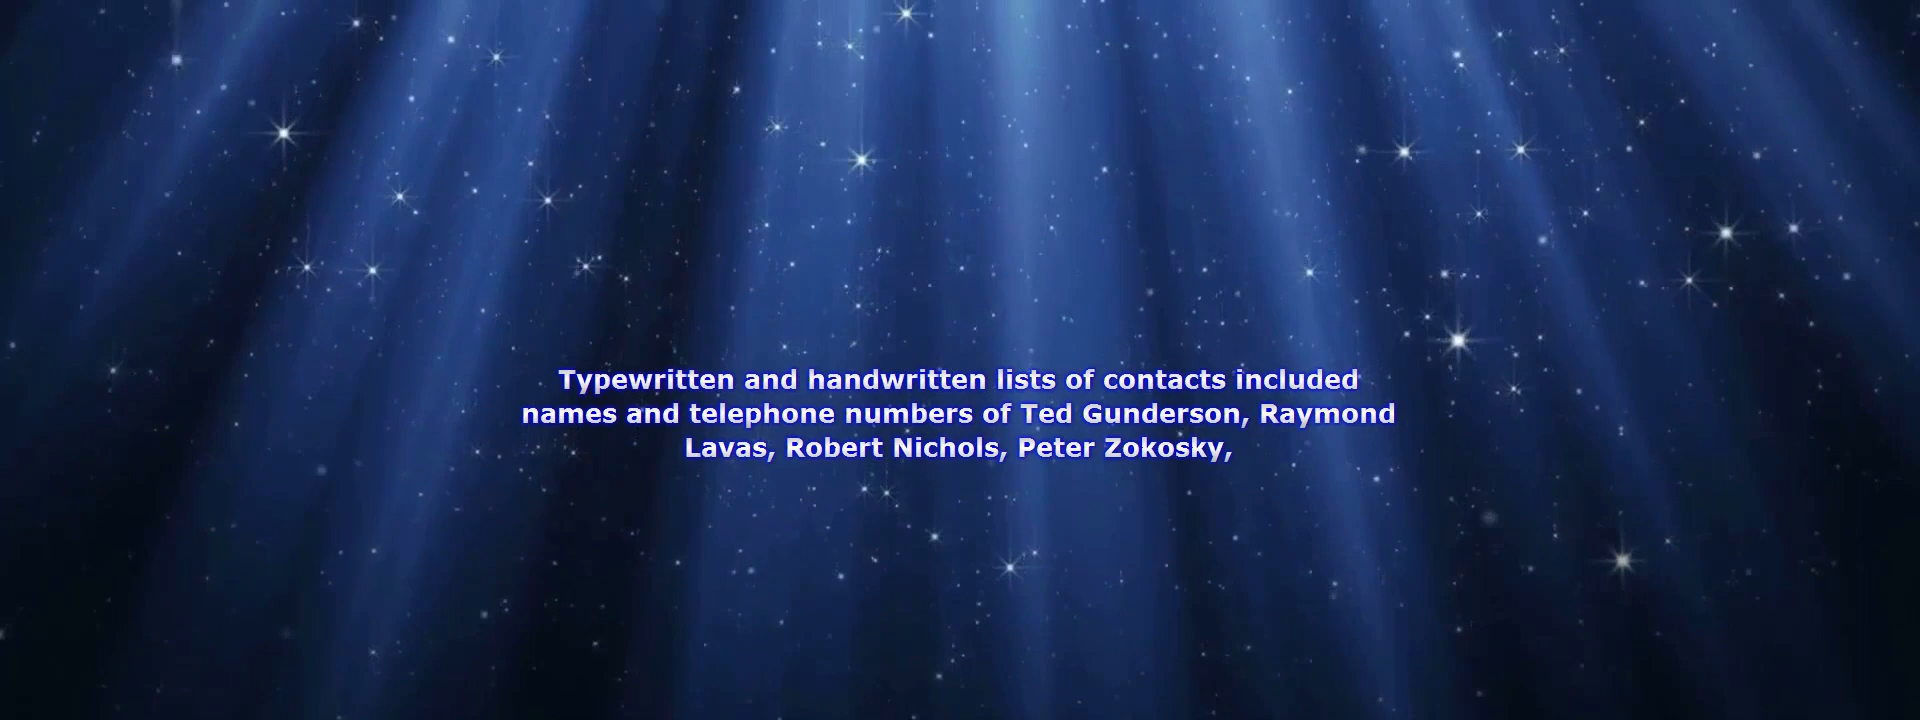 Typewritten and handwritten lists of contacts included
names and telephone numbers of Ted Gunderson, Raymond
Lavas, Robert Nichols, Peter Zokosky,